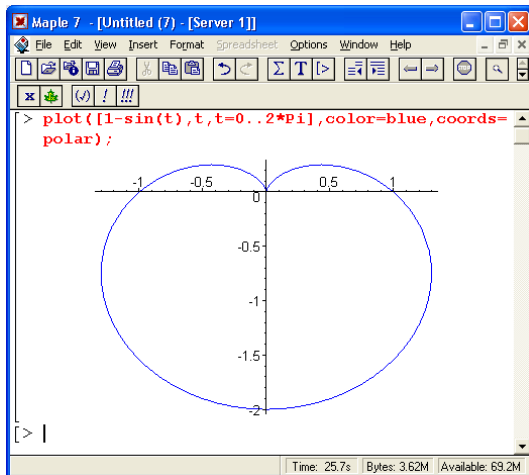 Maple 7 - [Untitled (7) - [Server 1]]
File Edit View Insert Format Spreadsheet Options Window Help
Σ T [>
x (√) ! !!!
[> plot([1-sin(t),t,t=0..2*Pi],color=blue,coords=
polar);
-1 -0.5 0 0.5 1
-0.5
-1
-1.5
-2
[>
Time: 25.7s Bytes: 3.62M Available: 69.2M